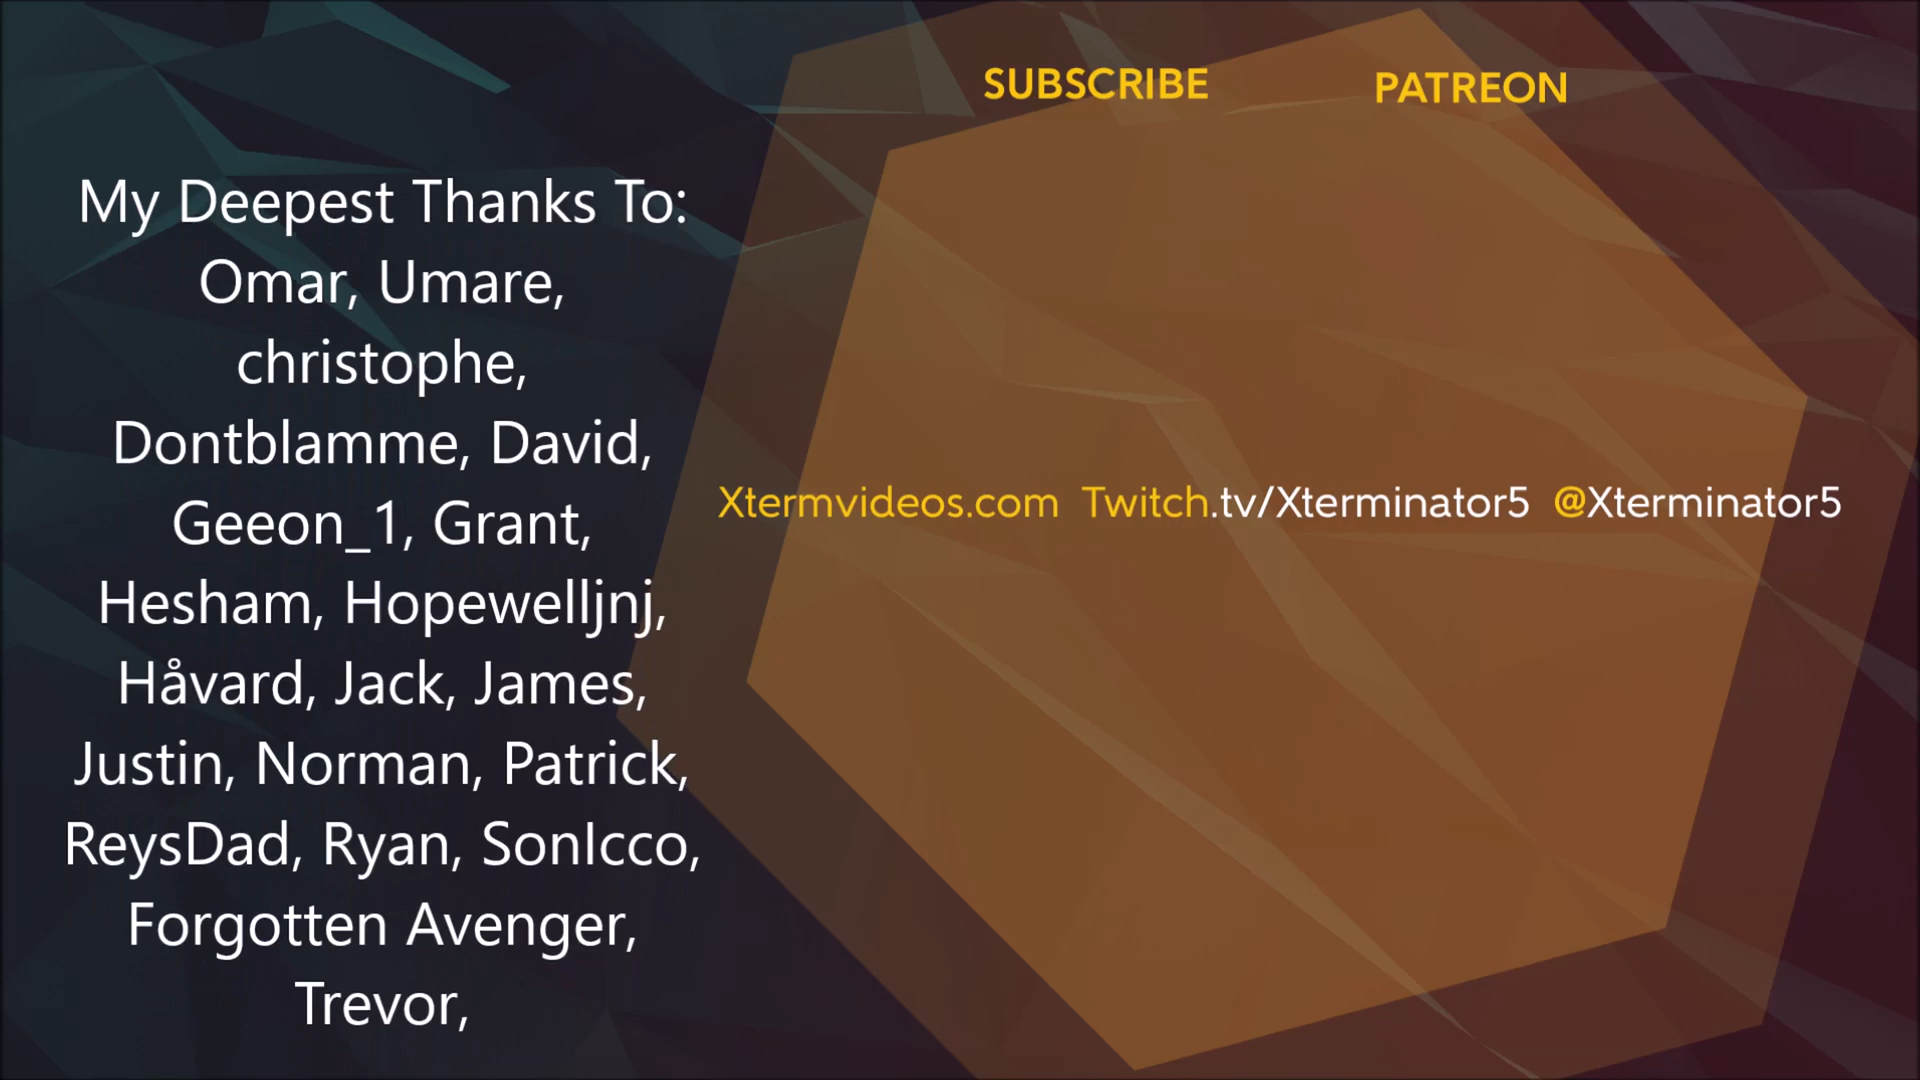 SUBSCRIBE
PATREON
My Deepest Thanks To:
Omar, Umare,
christophe,
Dontblamme, David,
Geeon_1, Grant,
Hesham, Hopewelljnj,
Håvard, Jack, James,
Justin, Norman, Patrick,
ReysDad, Ryan, SonIcco,
Forgotten Avenger,
Trevor,
Xtermvideos.com Twitch.tv/Xterminator5 @Xterminator5